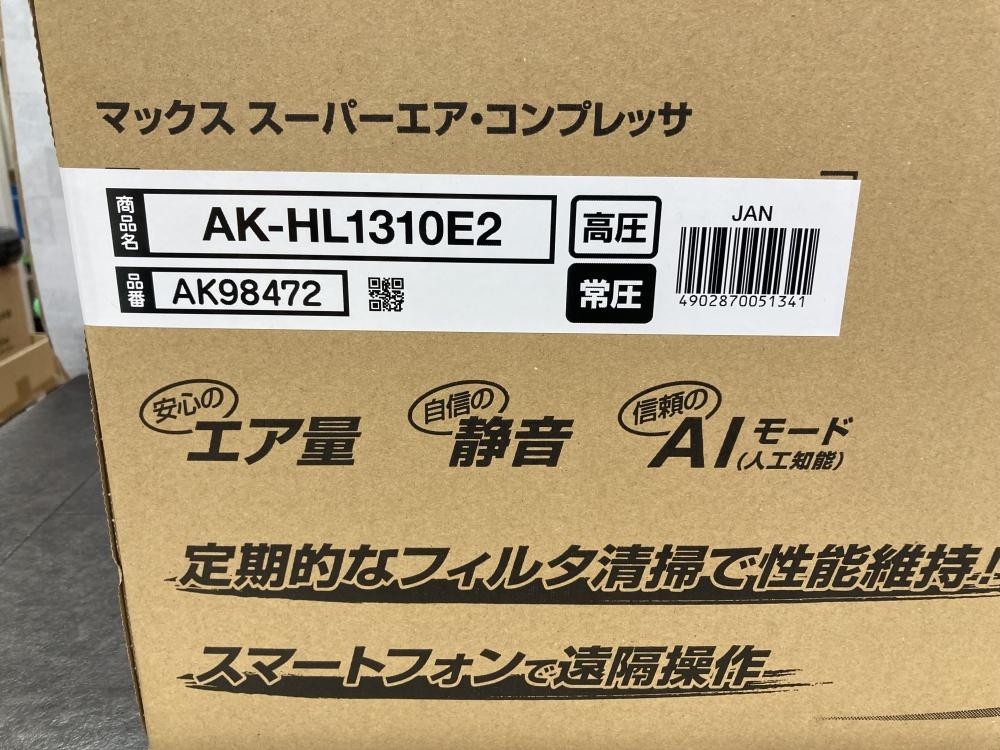 マックス スーパーエア・コンプレッサ
商品名 AK-HL1310E2 高圧
品番 AK98472 常圧
JAN
4902870051341
安心の エア量 自信の 静音 信頼の AIモード(人工知能)
定期的なフィルタ清掃で性能維持!!
スマートフォンで遠隔操作